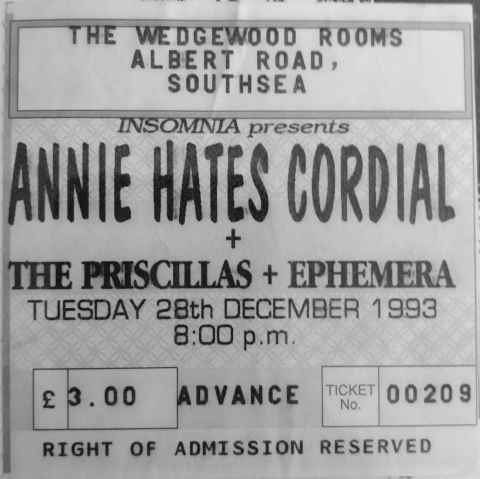 THE WEDGEWOOD ROOMS
ALBERT ROAD,
SOUTHSEA
INSOMNIA presents
ANNIE HATES CORDIAL
+
THE PRISCILLAS + EPHEMERA
TUESDAY 28th DECEMBER 1993
8:00 p.m.
£ 3.00 ADVANCE TICKET No. 00209
RIGHT OF ADMISSION RESERVED